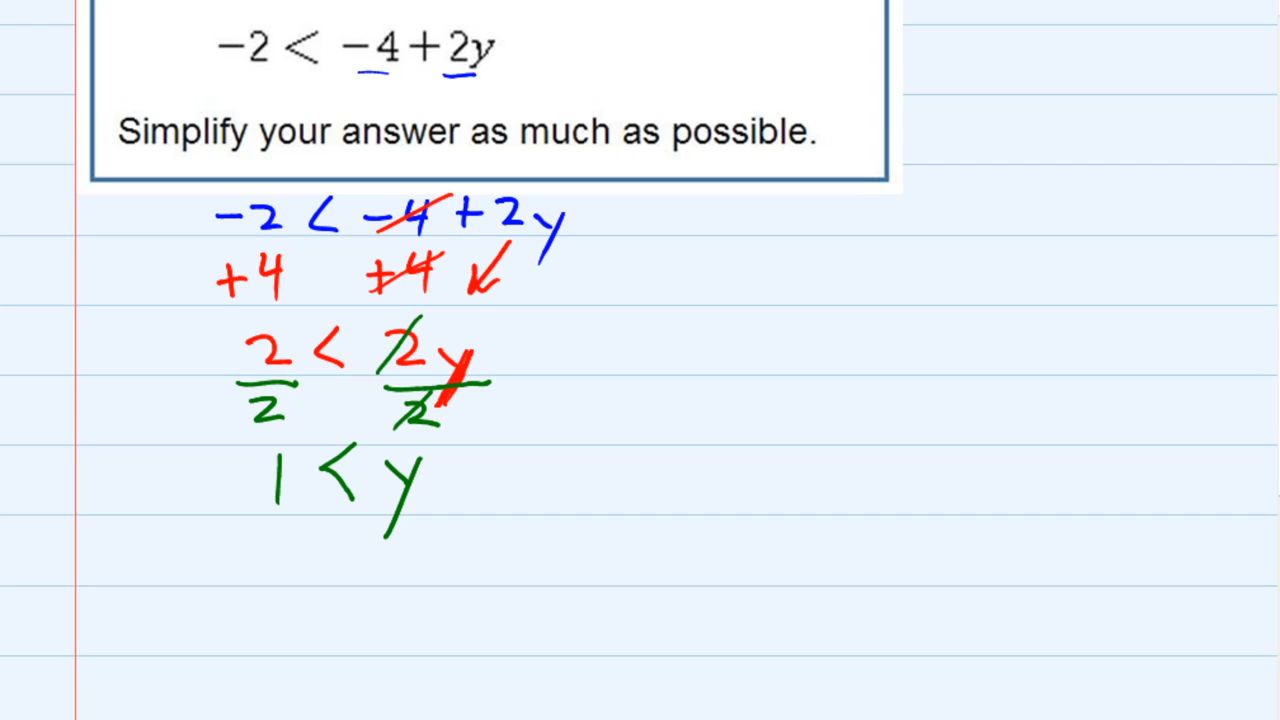 −2 < −4+2y
Simplify your answer as much as possible.
-2 < -4 + 2y
+4 +4
2 < 2y
2 2
1 < y